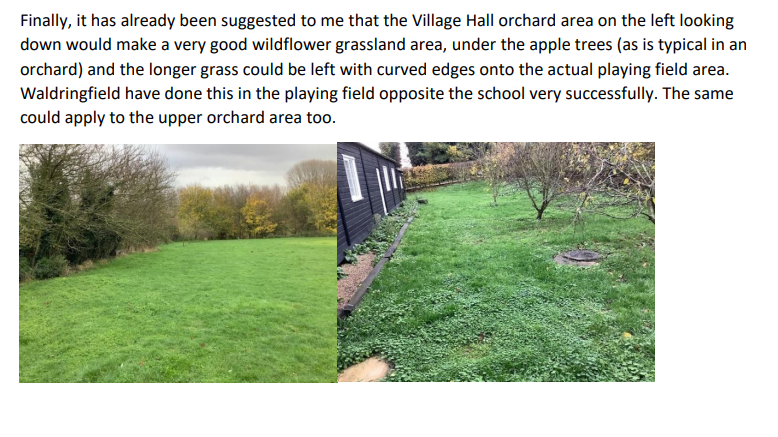 Finally, it has already been suggested to me that the Village Hall orchard area on the left looking
down would make a very good wildflower grassland area, under the apple trees (as is typical in an
orchard) and the longer grass could be left with curved edges onto the actual playing field area.
Waldringfield have done this in the playing field opposite the school very successfully. The same
could apply to the upper orchard area too.